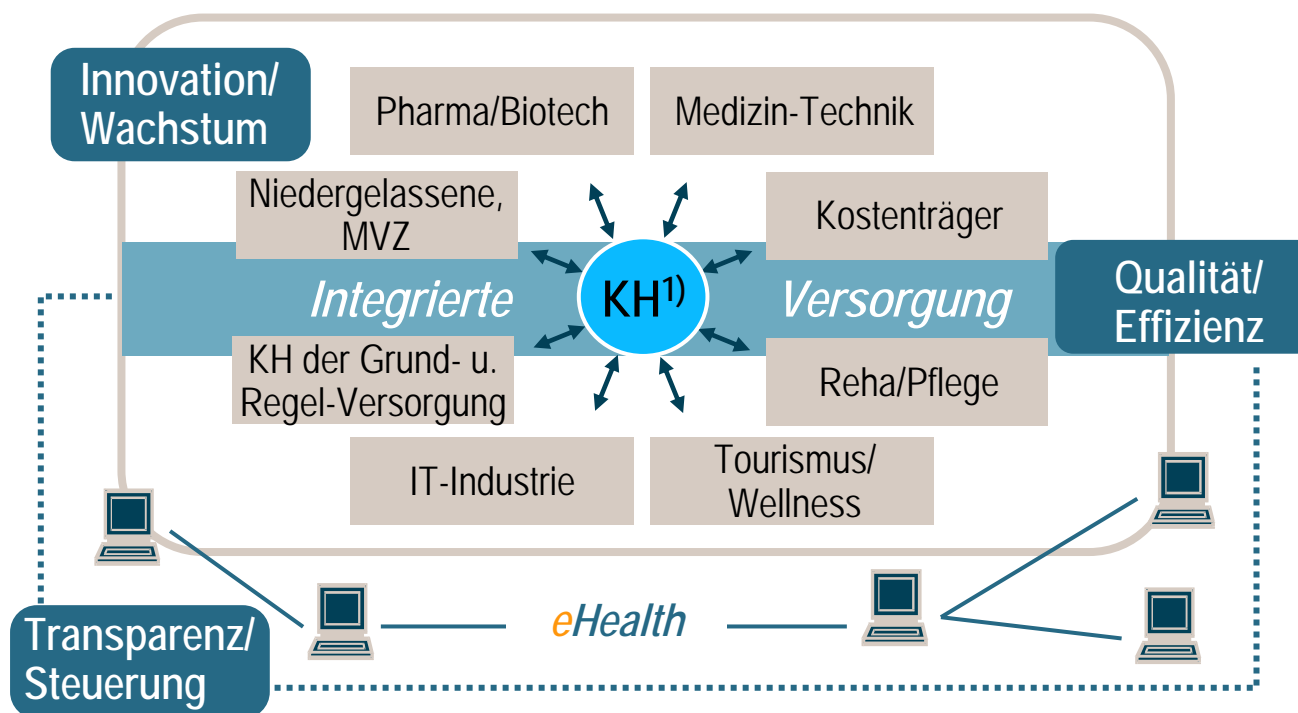 Innovation/
Wachstum
Pharma/Biotech
Medizin-Technik
Niedergelassene,
MVZ
Kostenträger
Integrierte
KH1)
Versorgung
Qualität/
Effizienz
KH der Grund- u.
Regel-Versorgung
Reha/Pflege
IT-Industrie
Tourismus/
Wellness
eHealth
Transparenz/
Steuerung